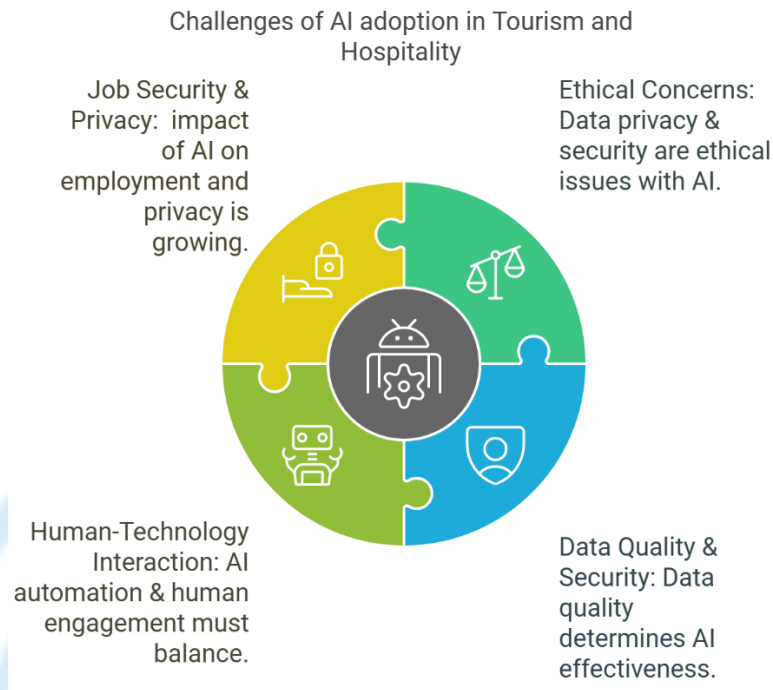 Challenges of AI adoption in Tourism and
Hospitality
Job Security &
Privacy: impact
of AI on
employment and
privacy is
growing.
Ethical Concerns:
Data privacy &
security are ethical
issues with AI.
Human-Technology
Interaction: AI
automation & human
engagement must
balance.
Data Quality &
Security: Data
quality
determines AI
effectiveness.